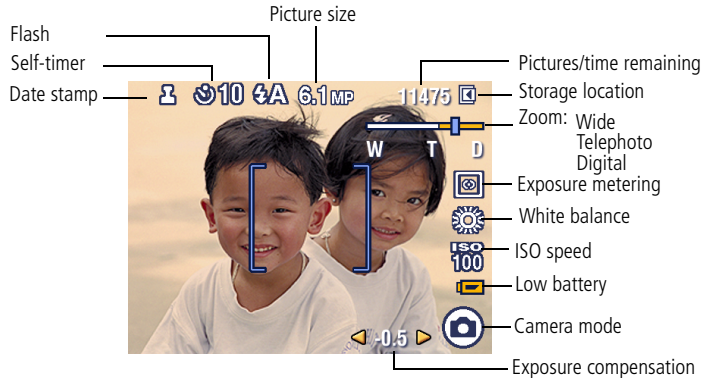 Picture size
Flash
Self-timer
Date stamp
10 A 6.1 MP 11475
Pictures/time remaining
Storage location
Zoom: Wide
Telephoto
Digital
W T D
Exposure metering
White balance
ISO
100
ISO speed
Low battery
Camera mode
-0.5
Exposure compensation